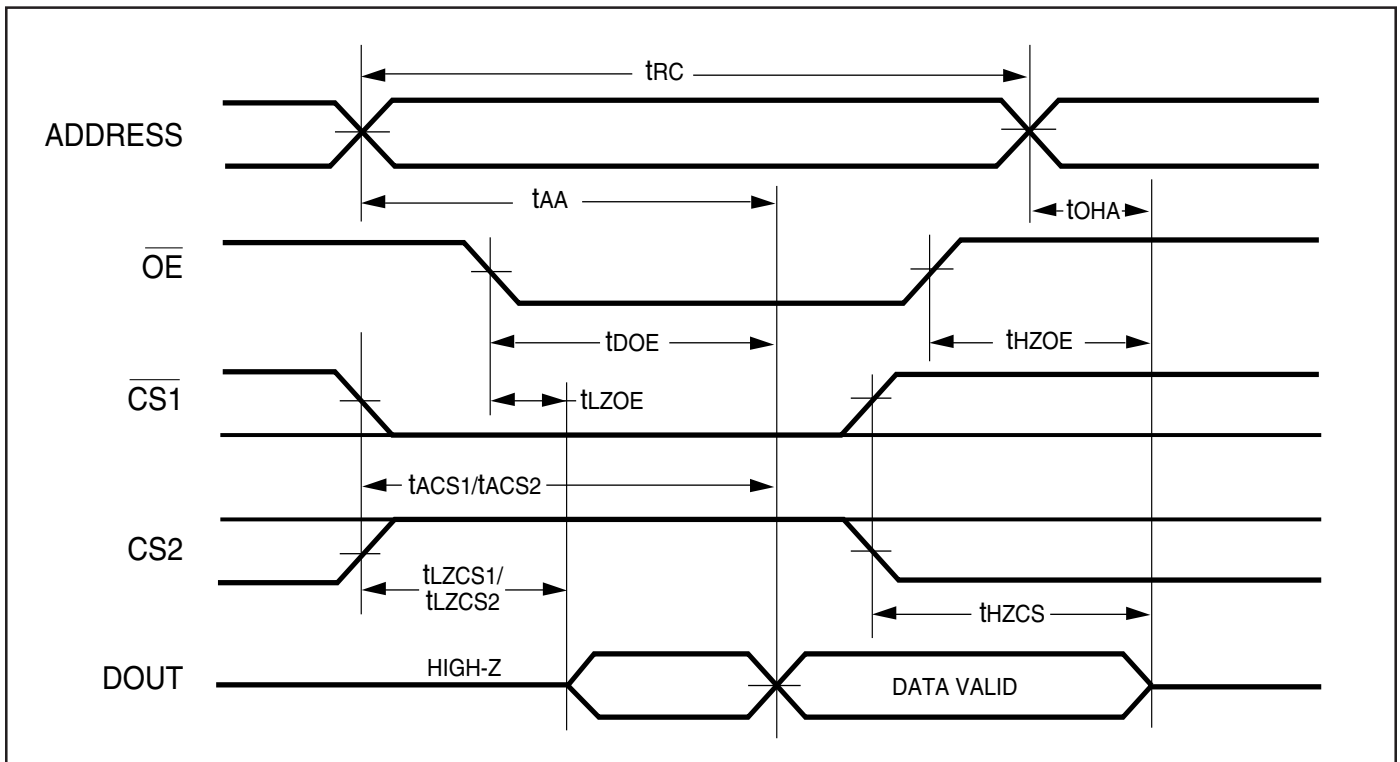 tRC
ADDRESS
tAA
tOHA
OE
tDOE
tHZOE
CS1
tLZOE
tACS1/tACS2
CS2
tLZCS1/
tLZCS2
tHZCS
DOUT
HIGH-Z
DATA VALID